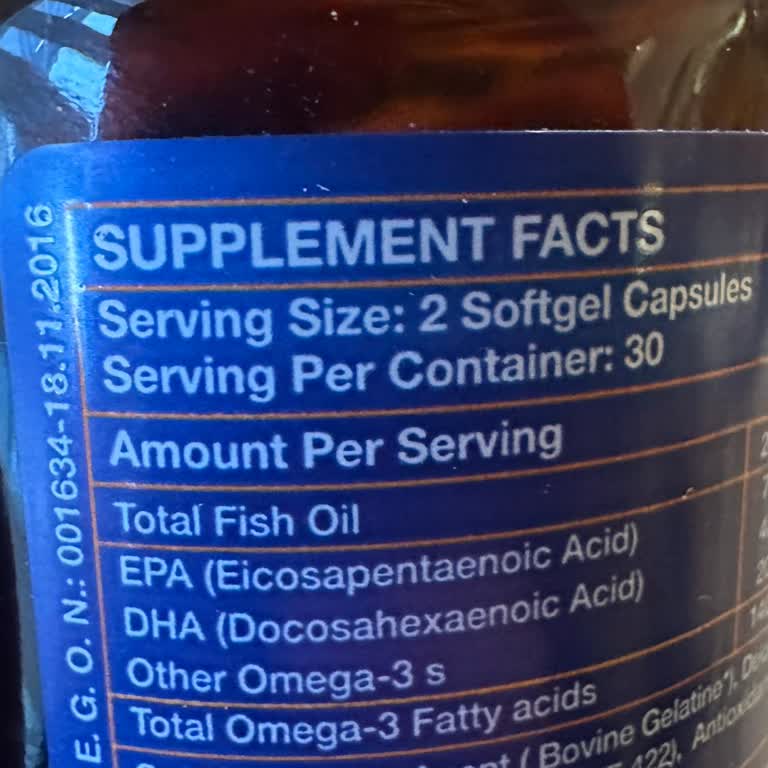 SUPPLEMENT FACTS
Serving Size: 2 Softgel Capsules
Serving Per Container: 30
Amount Per Serving
Total Fish Oil
EPA (Eicosapentaenoic Acid)
DHA (Docosahexaenoic Acid)
Other Omega-3 s
Total Omega-3 Fatty acids
( Bovine Gelatine*),
422),
E. G. O. N.: 001634-18.11.2016